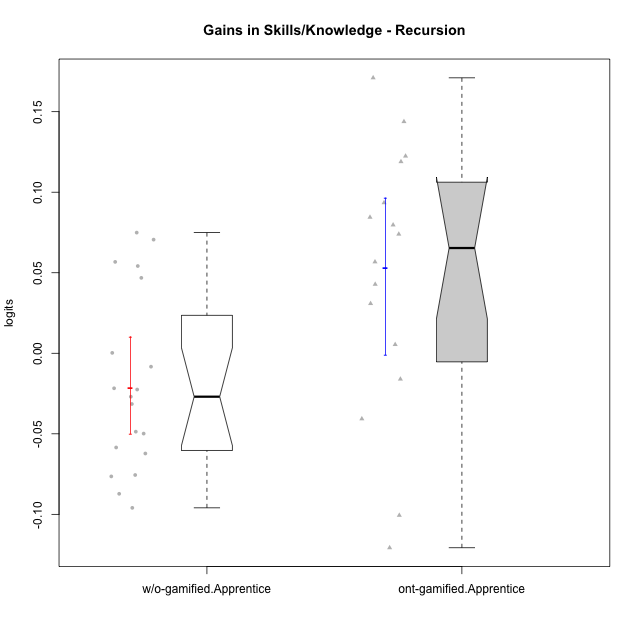 Gains in Skills/Knowledge - Recursion
logits
0.15
0.10
0.05
0.00
-0.05
-0.10
w/o-gamified.Apprentice
ont-gamified.Apprentice